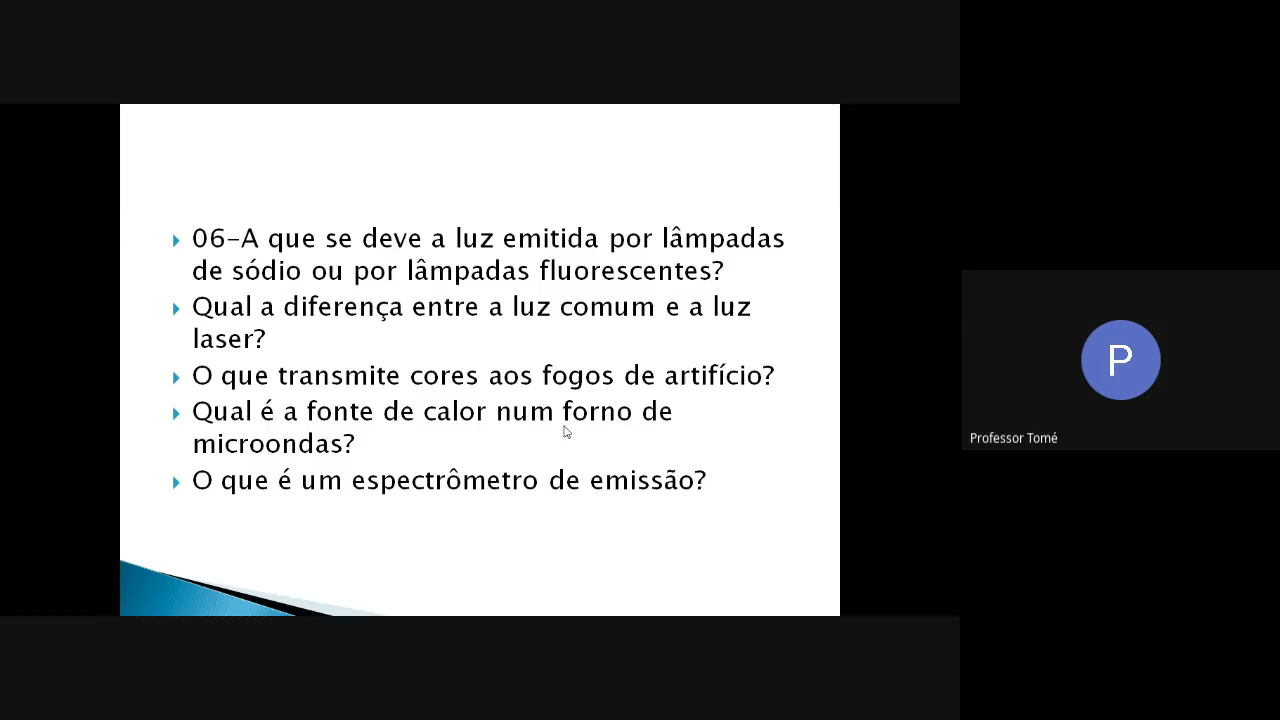 06-A que se deve a luz emitida por lâmpadas
de sódio ou por lâmpadas fluorescentes?
Qual a diferença entre a luz comum e a luz
laser?
O que transmite cores aos fogos de artifício?
Qual é a fonte de calor num forno de
microondas?
O que é um espectrômetro de emissão?
P
Professor Tomé